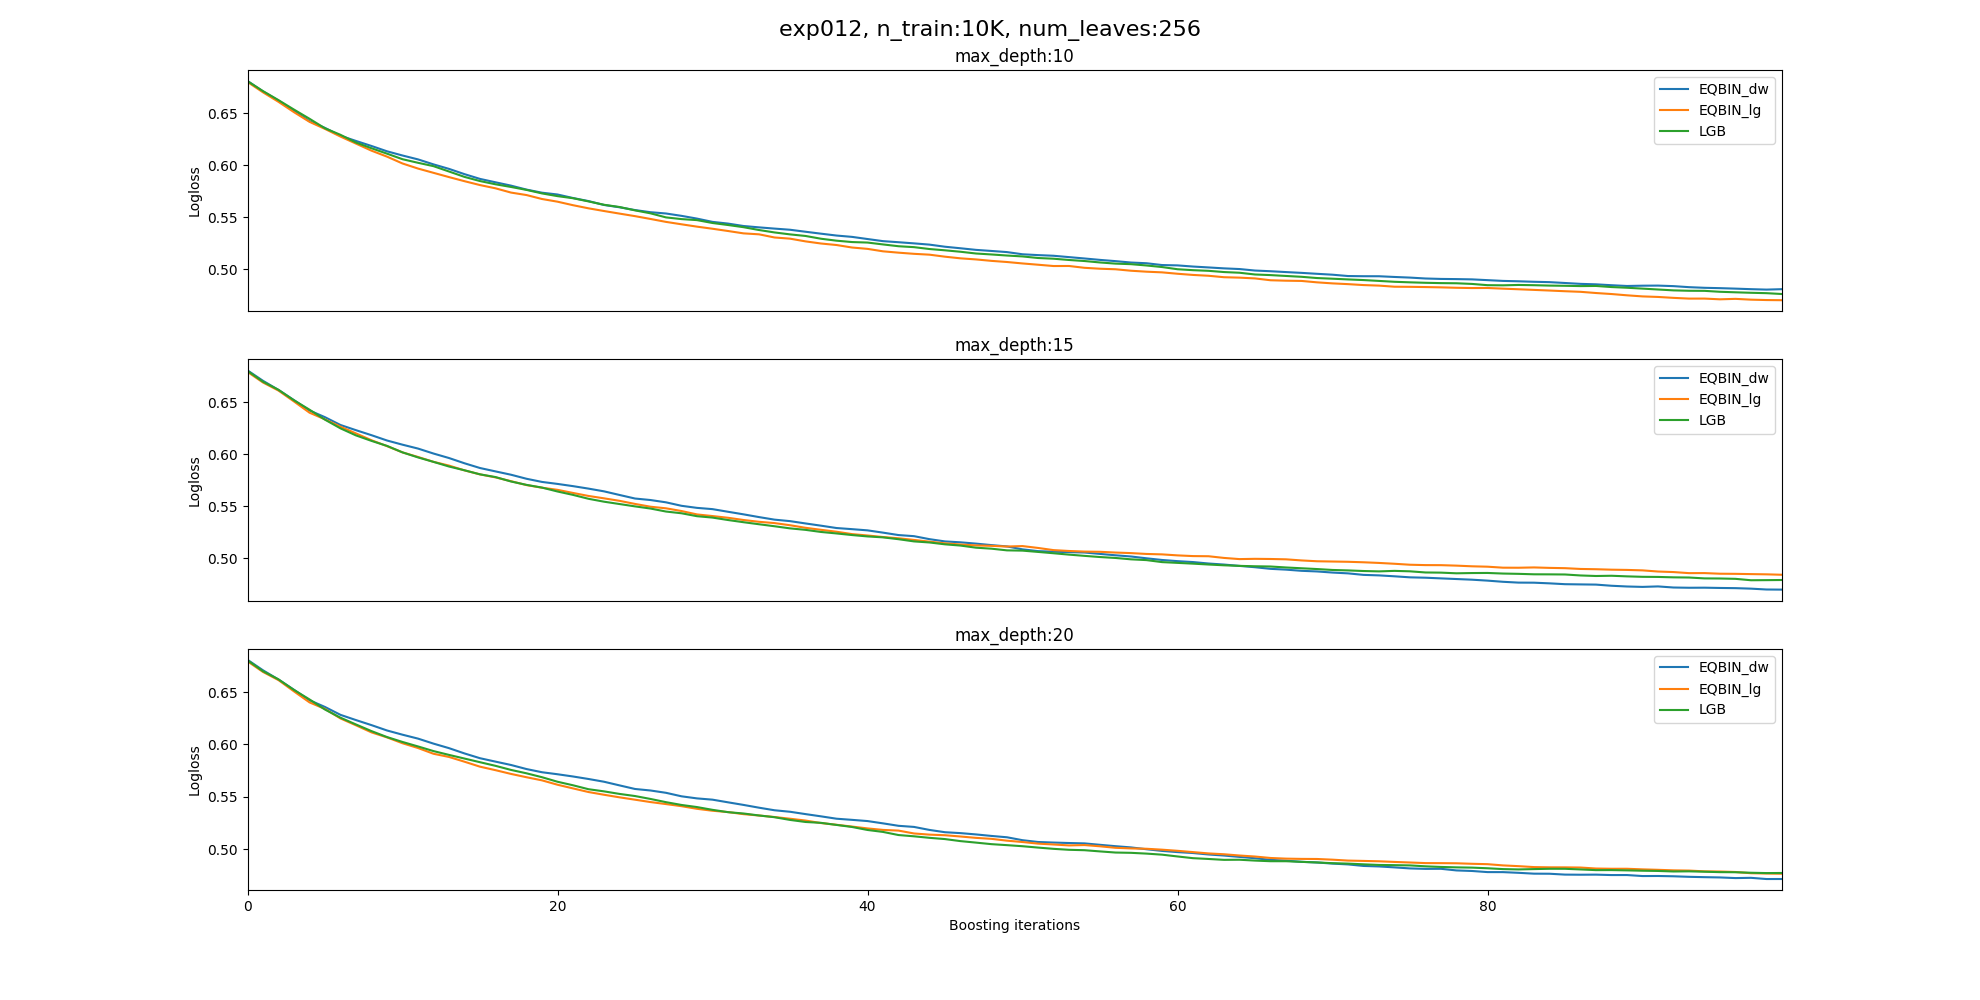 exp012, n_train:10K, num_leaves:256
max_depth:10
EQBIN_dw
EQBIN_lg
LGB
0.65
0.60
0.55
0.50
Logloss
max_depth:15
EQBIN_dw
EQBIN_lg
LGB
0.65
0.60
0.55
0.50
Logloss
max_depth:20
EQBIN_dw
EQBIN_lg
LGB
0.65
0.60
0.55
0.50
Logloss
0 20 40 60 80
Boosting iterations